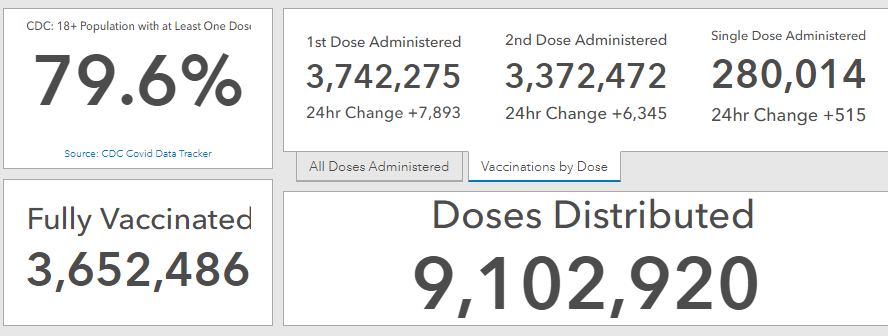 CDC: 18+ Population with at Least One Dose
79.6%
Source: CDC Covid Data Tracker
Fully Vaccinated
3,652,486
1st Dose Administered
3,742,275
24hr Change +7,893
2nd Dose Administered
3,372,472
24hr Change +6,345
Single Dose Administered
280,014
24hr Change +515
All Doses Administered
Vaccinations by Dose
Doses Distributed
9,102,920